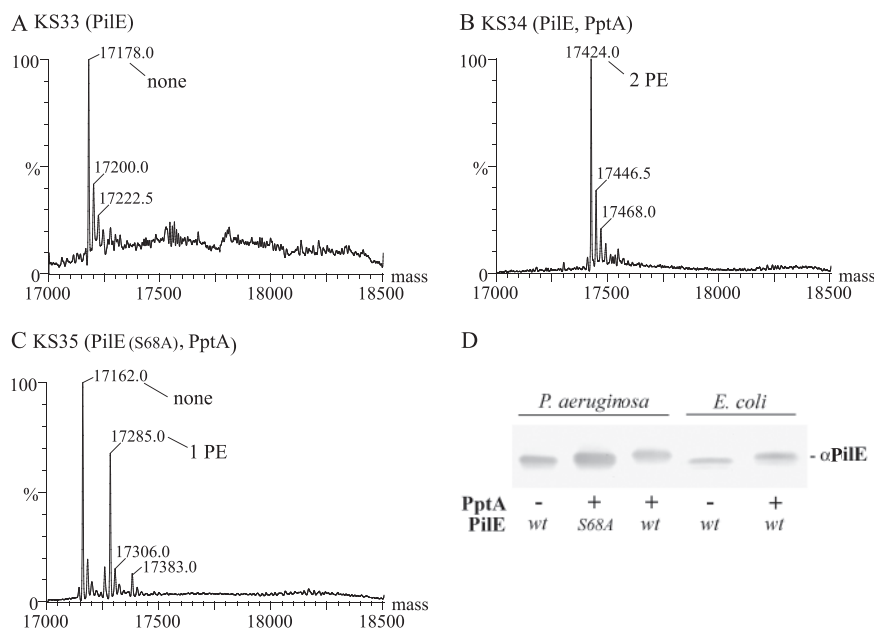 A KS33 (PilE)
100
17178.0
none
%
17200.0
17222.5
0
mass
17000 17500 18000 18500
B KS34 (PilE, PptA)
100
17424.0
2 PE
%
17446.5
17468.0
0
mass
17000 17500 18000 18500
C KS35 (PilE (S68A), PptA)
100
17162.0
none
17285.0
1 PE
%
17306.0
17383.0
0
mass
17000 17500 18000 18500
D
P. aeruginosa E. coli
- αPilE
PptA - + + - +
PilE wt S68A wt wt wt